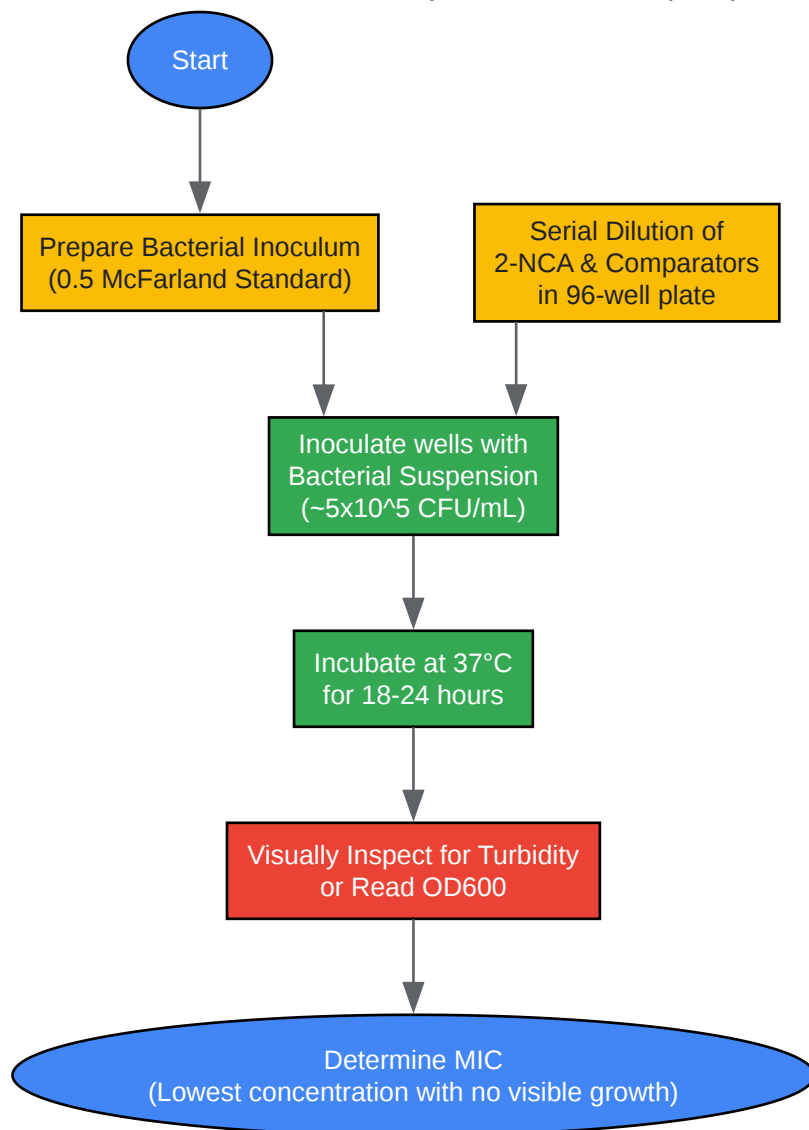 Start
Prepare Bacterial Inoculum
(0.5 McFarland Standard)
Serial Dilution of
2-NCA & Comparators
in 96-well plate
Inoculate wells with
Bacterial Suspension
(~5x10^5 CFU/mL)
Incubate at 37°C
for 18-24 hours
Visually Inspect for Turbidity
or Read OD600
Determine MIC
(Lowest concentration with no visible growth)